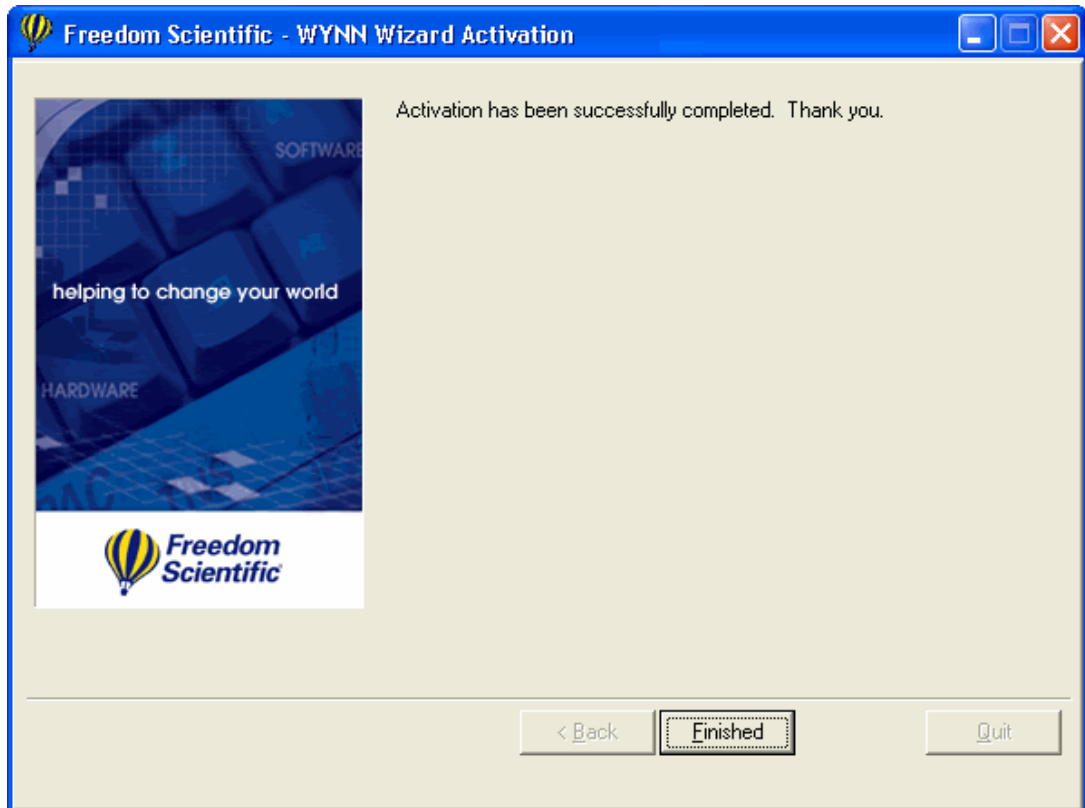 Freedom Scientific - WYNN Wizard Activation
Activation has been successfully completed.  Thank you.
SOFTWARE
helping to change your world
HARDWARE
Freedom
Scientific
< Back
Finished
Quit